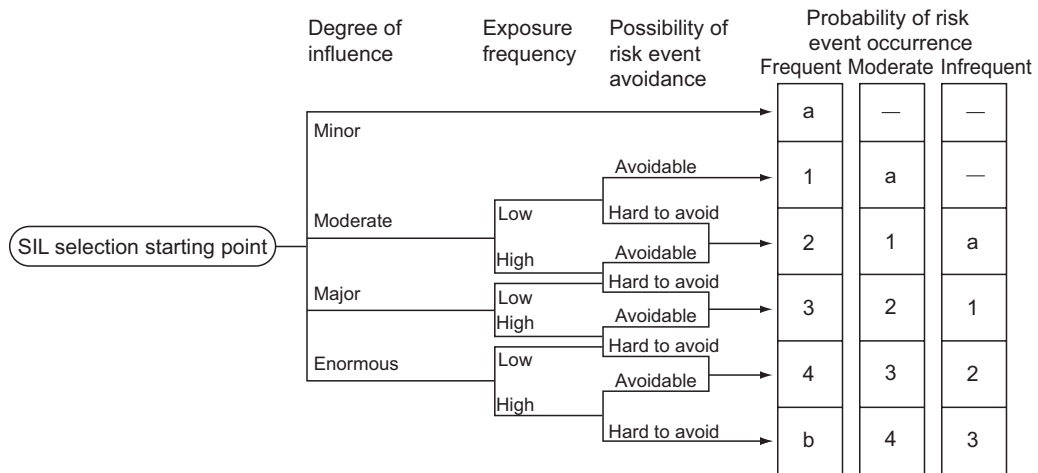 Degree of
influence
Exposure
frequency
Possibility of
risk event
avoidance
Probability of risk
event occurrence
Frequent Moderate Infrequent
Minor
a — —
Avoidable
1 a —
Low
Hard to avoid
Moderate
SIL selection starting point
Avoidable
2 1 a
High
Hard to avoid
Major
Low
High
Avoidable
3 2 1
Hard to avoid
Enormous
Low
Avoidable
4 3 2
High
Hard to avoid
b 4 3